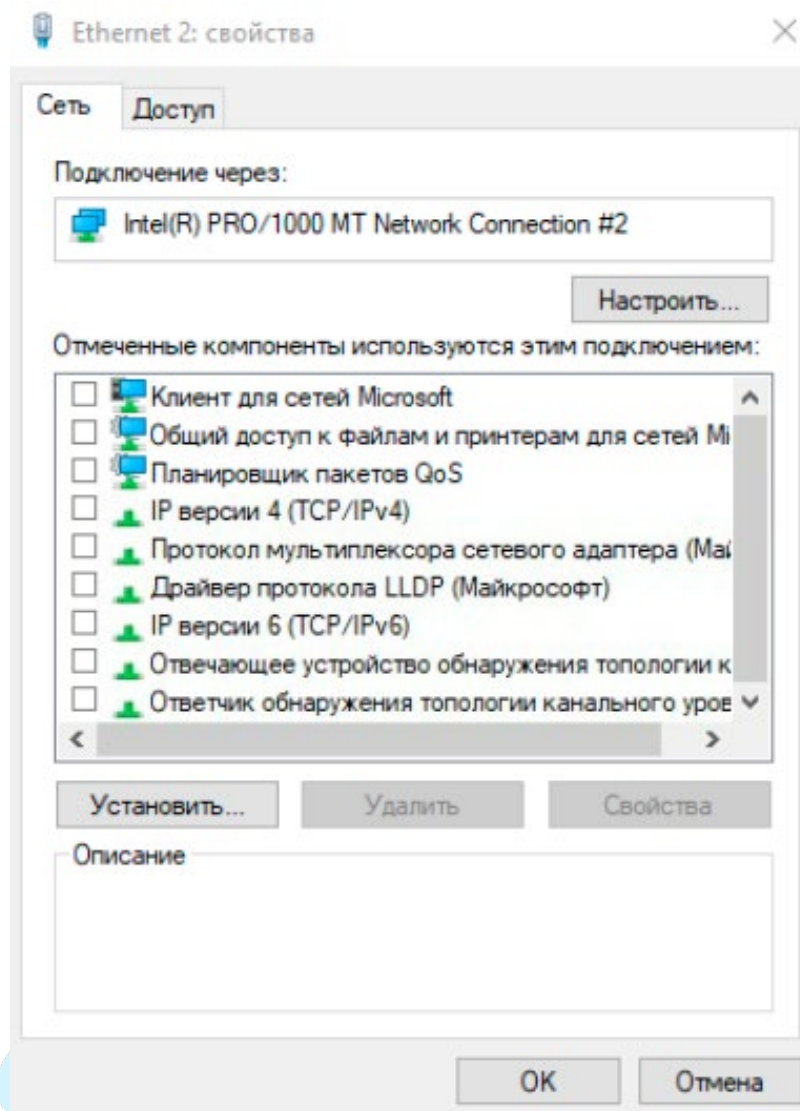 Ethernet 2: свойства
Сеть
Доступ
Подключение через:
Intel(R) PRO/1000 MT Network Connection #2
Настроить...
Отмеченные компоненты используются этим подключением:
Клиент для сетей Microsoft
Общий доступ к файлам и принтерам для сетей Mi
Планировщик пакетов QoS
IP версии 4 (TCP/IPv4)
Протокол мультиплексора сетевого адаптера (Май
Драйвер протокола LLDP (Майкрософт)
IP версии 6 (TCP/IPv6)
Отвечающее устройство обнаружения топологии к
Ответчик обнаружения топологии канального уров
Установить...
Удалить
Свойства
Описание
OK
Отмена